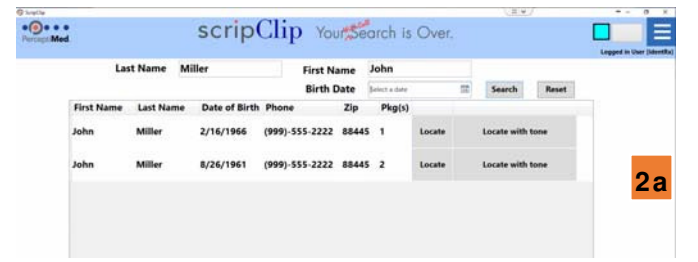 ScripClip
PerceptiMed
scripClip Your Search is Over.
Logged in User (IdentRx)
Last Name Miller First Name John
Birth Date Select a date Search Reset
First Name Last Name Date of Birth Phone Zip Pkg(s)
John Miller 2/16/1966 (999)-555-2222 88445 1 Locate Locate with tone
John Miller 8/26/1961 (999)-555-2222 88445 2 Locate Locate with tone
2a